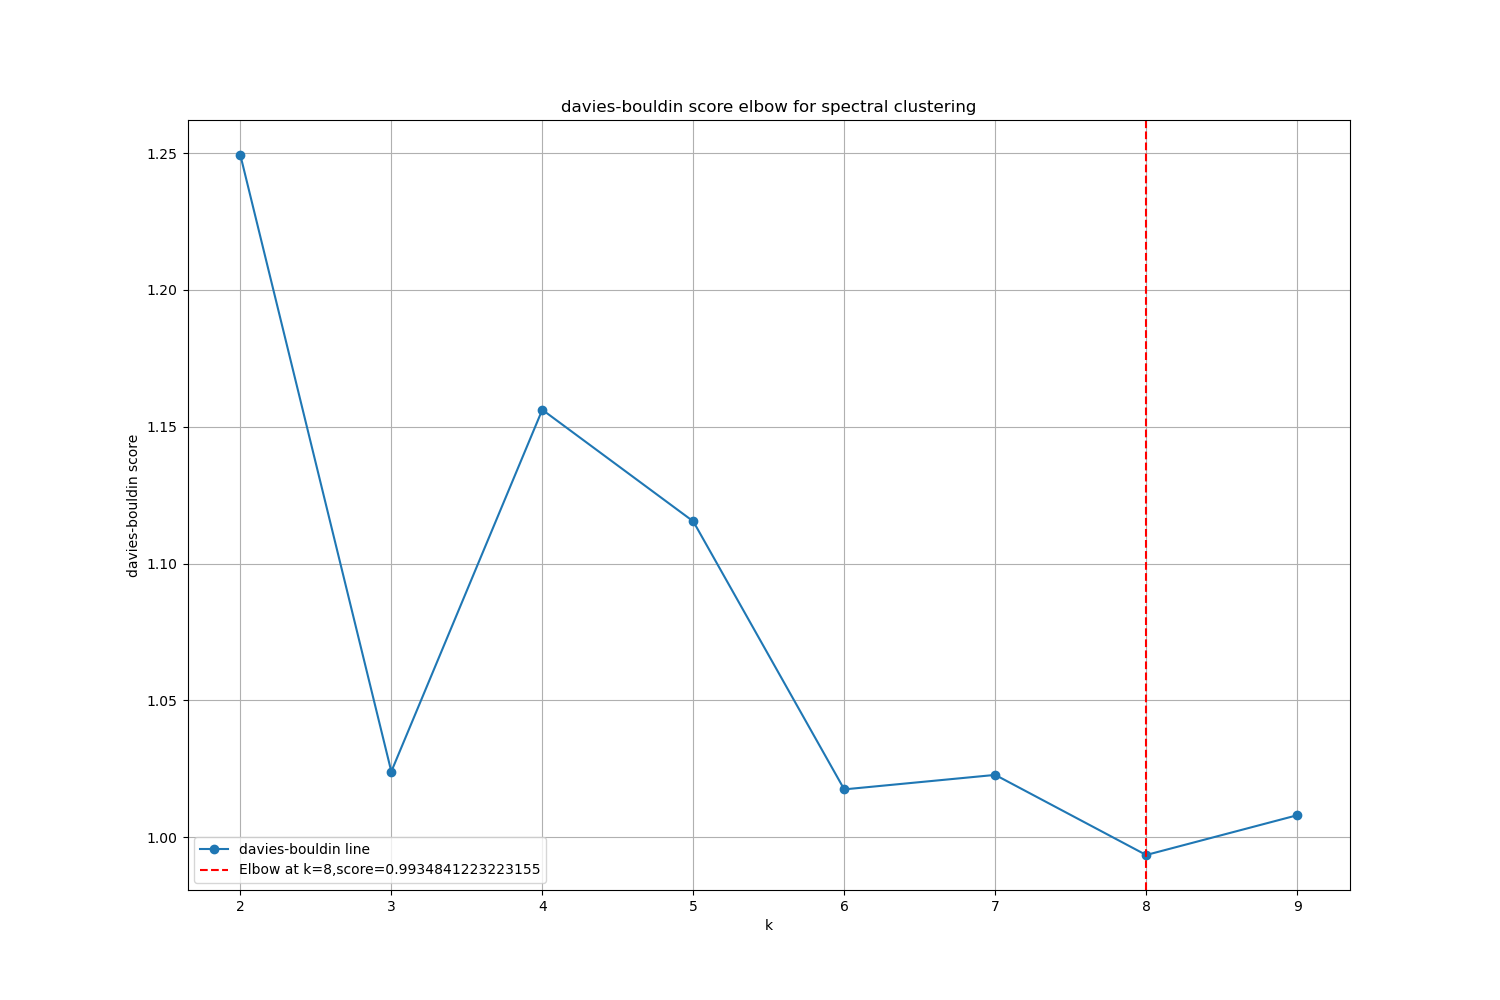 davies-bouldin score elbow for spectral clustering
davies-bouldin score
1.25
1.20
1.15
1.10
1.05
1.00
davies-bouldin line
Elbow at k=8,score=0.9934841223223155
2 3 4 5 6 7 8 9
k